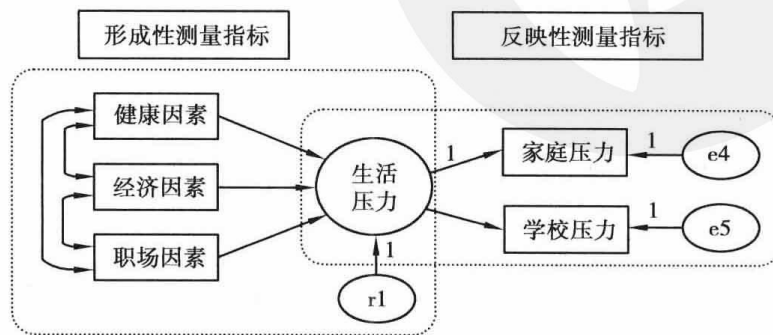 形成性测量指标
反映性测量指标
健康因素
经济因素
职场因素
生活
压力
1
家庭压力
1
e4
学校压力
1
e5
1
r1